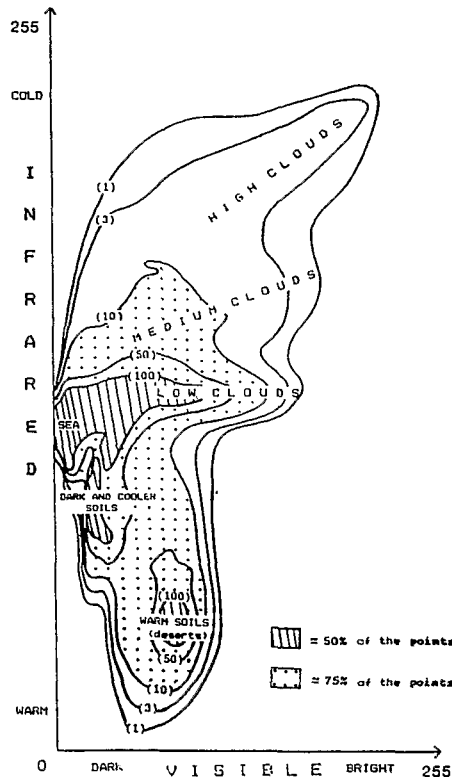 255
COLD
INFRARED
(1)
(3)
HIGH CLOUDS
MEDIUM CLOUDS
(10)
(50)
(100)
LOW CLOUDS
SEA
DARK AND COOLER
SOILS
(100)
WARM SOILS
(deserts)
(50)
(10)
(3)
(1)
= 50% of the points
= 75% of the points
WARM
0 DARK VISIBLE BRIGHT 255